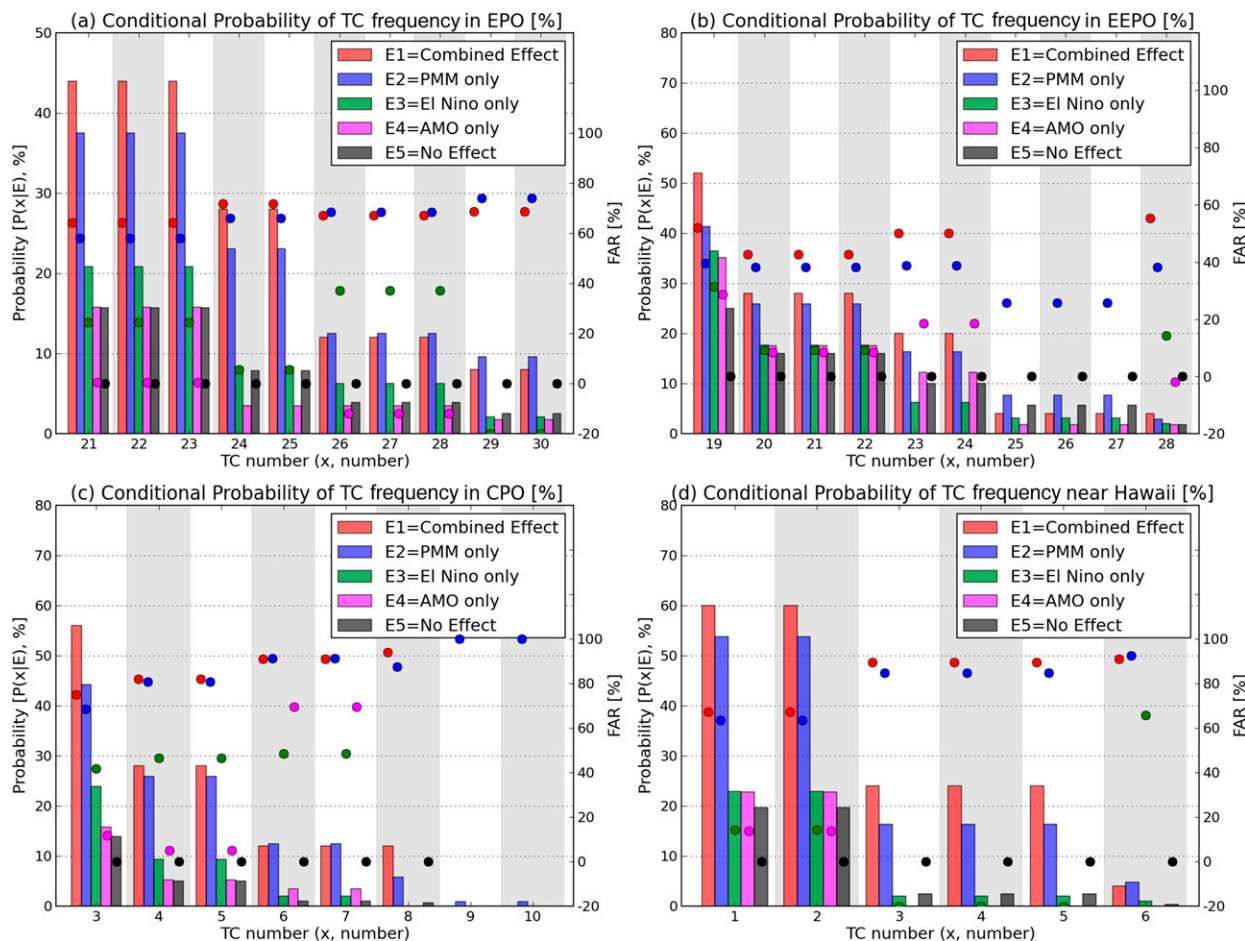 (a) Conditional Probability of TC frequency in EPO [%]
50
40
30
20
10
0
Probability [P(x|E), %]
E1=Combined Effect
E2=PMM only
E3=El Nino only
E4=AMO only
E5=No Effect
100
80
60
40
20
0
-20
FAR [%]
21 22 23 24 25 26 27 28 29 30
TC number (x, number)
(b) Conditional Probability of TC frequency in EEPO [%]
80
70
60
50
40
30
20
10
0
Probability [P(x|E), %]
E1=Combined Effect
E2=PMM only
E3=El Nino only
E4=AMO only
E5=No Effect
100
80
60
40
20
0
-20
FAR [%]
19 20 21 22 23 24 25 26 27 28
TC number (x, number)
(c) Conditional Probability of TC frequency in CPO [%]
80
70
60
50
40
30
20
10
0
Probability [P(x|E), %]
E1=Combined Effect
E2=PMM only
E3=El Nino only
E4=AMO only
E5=No Effect
100
80
60
40
20
0
-20
FAR [%]
3 4 5 6 7 8 9 10
TC number (x, number)
(d) Conditional Probability of TC frequency near Hawaii [%]
80
70
60
50
40
30
20
10
0
Probability [P(x|E), %]
E1=Combined Effect
E2=PMM only
E3=El Nino only
E4=AMO only
E5=No Effect
100
80
60
40
20
0
-20
FAR [%]
1 2 3 4 5 6
TC number (x, number)